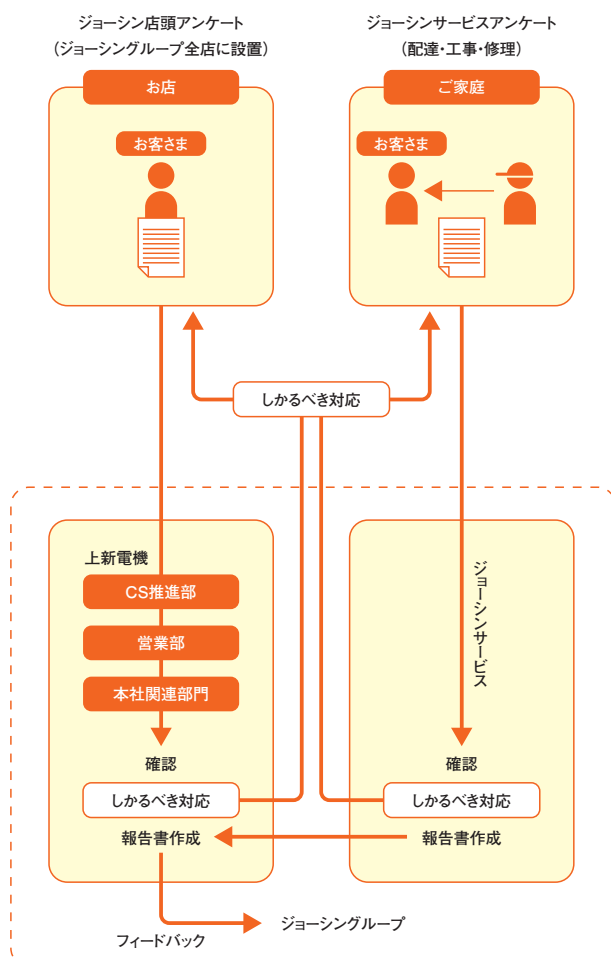 ジョーシン店頭アンケート
（ジョーシングループ全店に設置）
お店
お客さま
ジョーシンサービスアンケート
（配達・工事・修理）
ご家庭
お客さま
しかるべき対応
上新電機
CS推進部
営業部
本社関連部門
確認
しかるべき対応
報告書作成
ジョーシンサービス
確認
しかるべき対応
報告書作成
フィードバック
ジョーシングループ